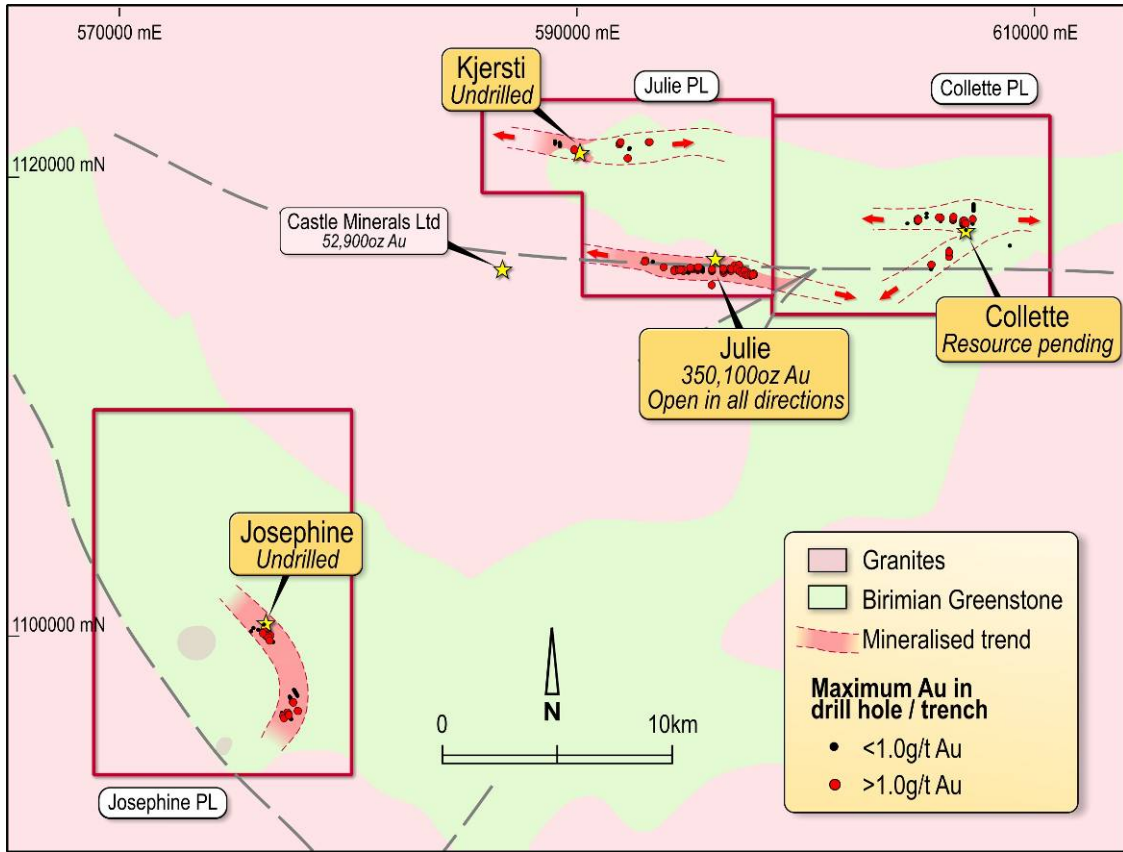 570000 mE
590000 mE
610000 mE
Kjersti
Undrilled
Julie PL
Collette PL
1120000 mN
Castle Minerals Ltd
52,900oz Au
Julie
350,100oz Au
Open in all directions
Collette
Resource pending
Josephine
Undrilled
1100000 mN
Josephine PL
0
10km
N
Granites
Birimian Greenstone
Mineralised trend
Maximum Au in
drill hole / trench
<1.0g/t Au
>1.0g/t Au